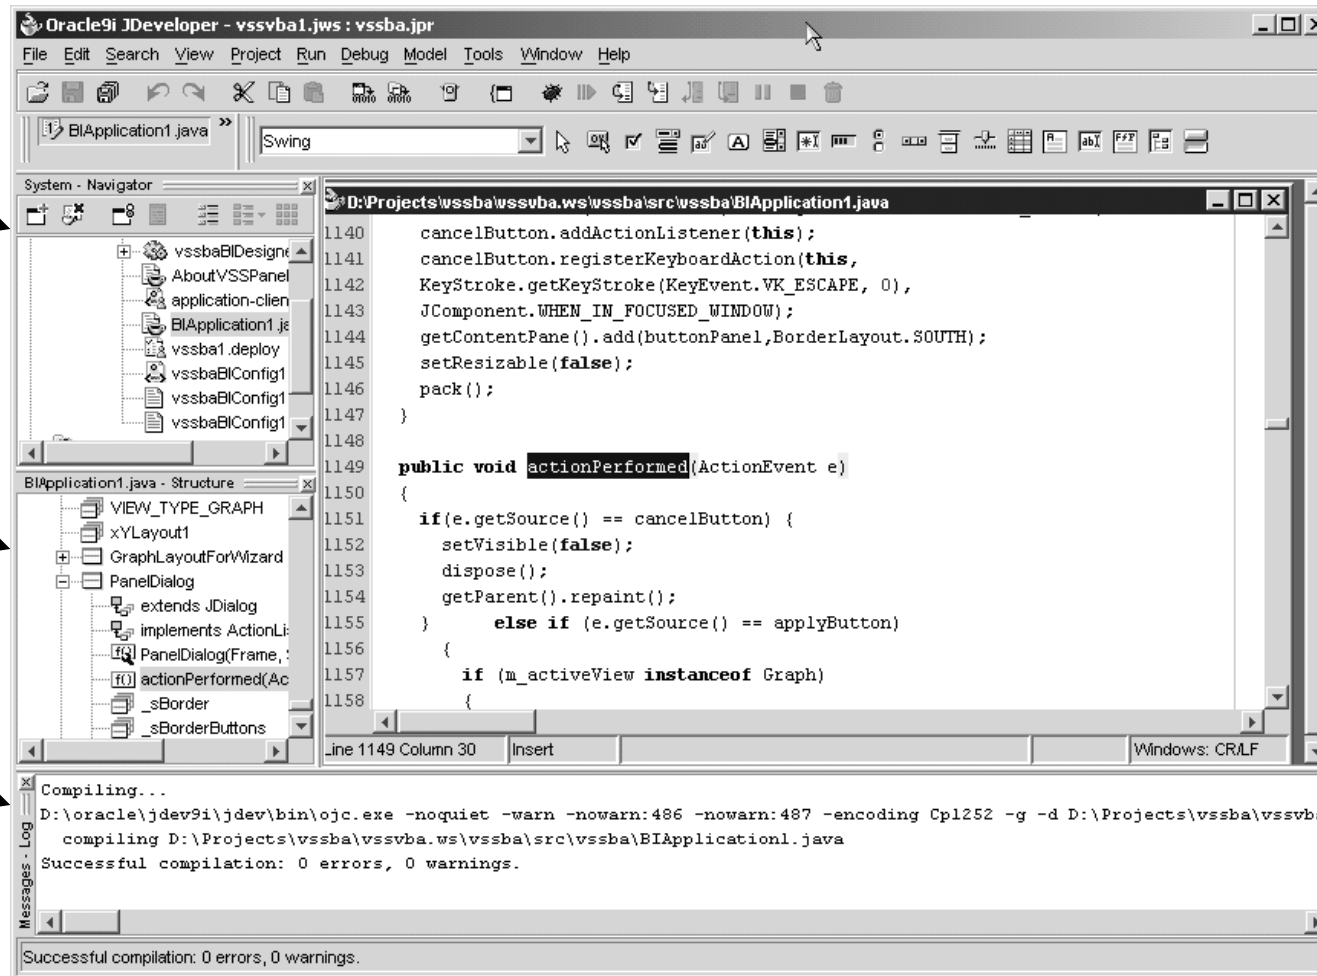 Oracle9i JDeveloper - vssvba1.jws : vssba.jpr
File Edit Search View Project Run Debug Model Tools Window Help
BIApplication1.java » Swing
System - Navigator
vssbaBIDesigne
AboutVSSPanel
application-clien
BIApplication1.ja
vssba1.deploy
vssbaBIConfig1
vssbaBIConfig1
vssbaBIConfig1
BIApplication1.java - Structure
VIEW_TYPE_GRAPH
xYLayout1
GraphLayoutForWizard
PanelDialog
extends JDialog
implements ActionLi
PanelDialog(Frame,
actionPerformed(Ac
_sBorder
_sBorderButtons
D:\Projects\vssba\vssvba.ws\vssba\src\vssba\BIApplication1.java
1140 cancelButton.addActionListener(this);
1141 cancelButton.registerKeyboardAction(this,
1142 KeyStroke.getKeyStroke(KeyEvent.VK_ESCAPE, 0),
1143 JComponent.WHEN_IN_FOCUSED_WINDOW);
1144 getContentPane().add(buttonPanel,BorderLayout.SOUTH);
1145 setResizable(false);
1146 pack();
1147 }
1148
1149 public void actionPerformed(ActionEvent e)
1150 {
1151 if(e.getSource() == cancelButton) {
1152 setVisible(false);
1153 dispose();
1154 getParent().repaint();
1155 } else if (e.getSource() == applyButton)
1156 {
1157 if (m_activeView instanceof Graph)
1158 {
Line 1149 Column 30 Insert Windows: CR/LF
Messages - Log
Compiling...
D:\oracle\jdev9i\jdev\bin\ojc.exe -noquiet -warn -nowarn:486 -nowarn:487 -encoding Cp1252 -g -d D:\Projects\vssba\vssvb
compiling D:\Projects\vssba\vssvba.ws\vssba\src\vssba\BIApplication1.java
Successful compilation: 0 errors, 0 warnings.
Successful compilation: 0 errors, 0 warnings.